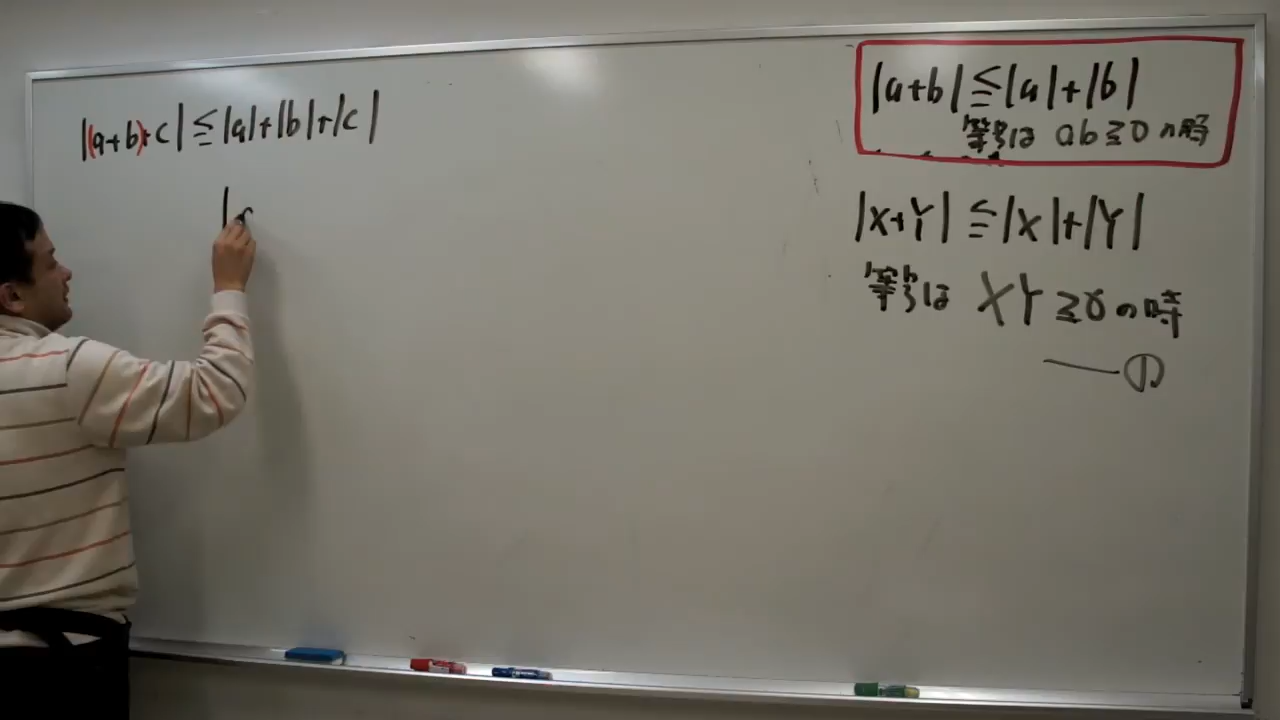 |(a+b)+c| ≦ |a|+|b|+|c|
|a+b| ≦ |a|+|b|
等号は ab≧0 の時
|X+Y| ≦ |X|+|Y|
等号は XY≧0 の時
—①